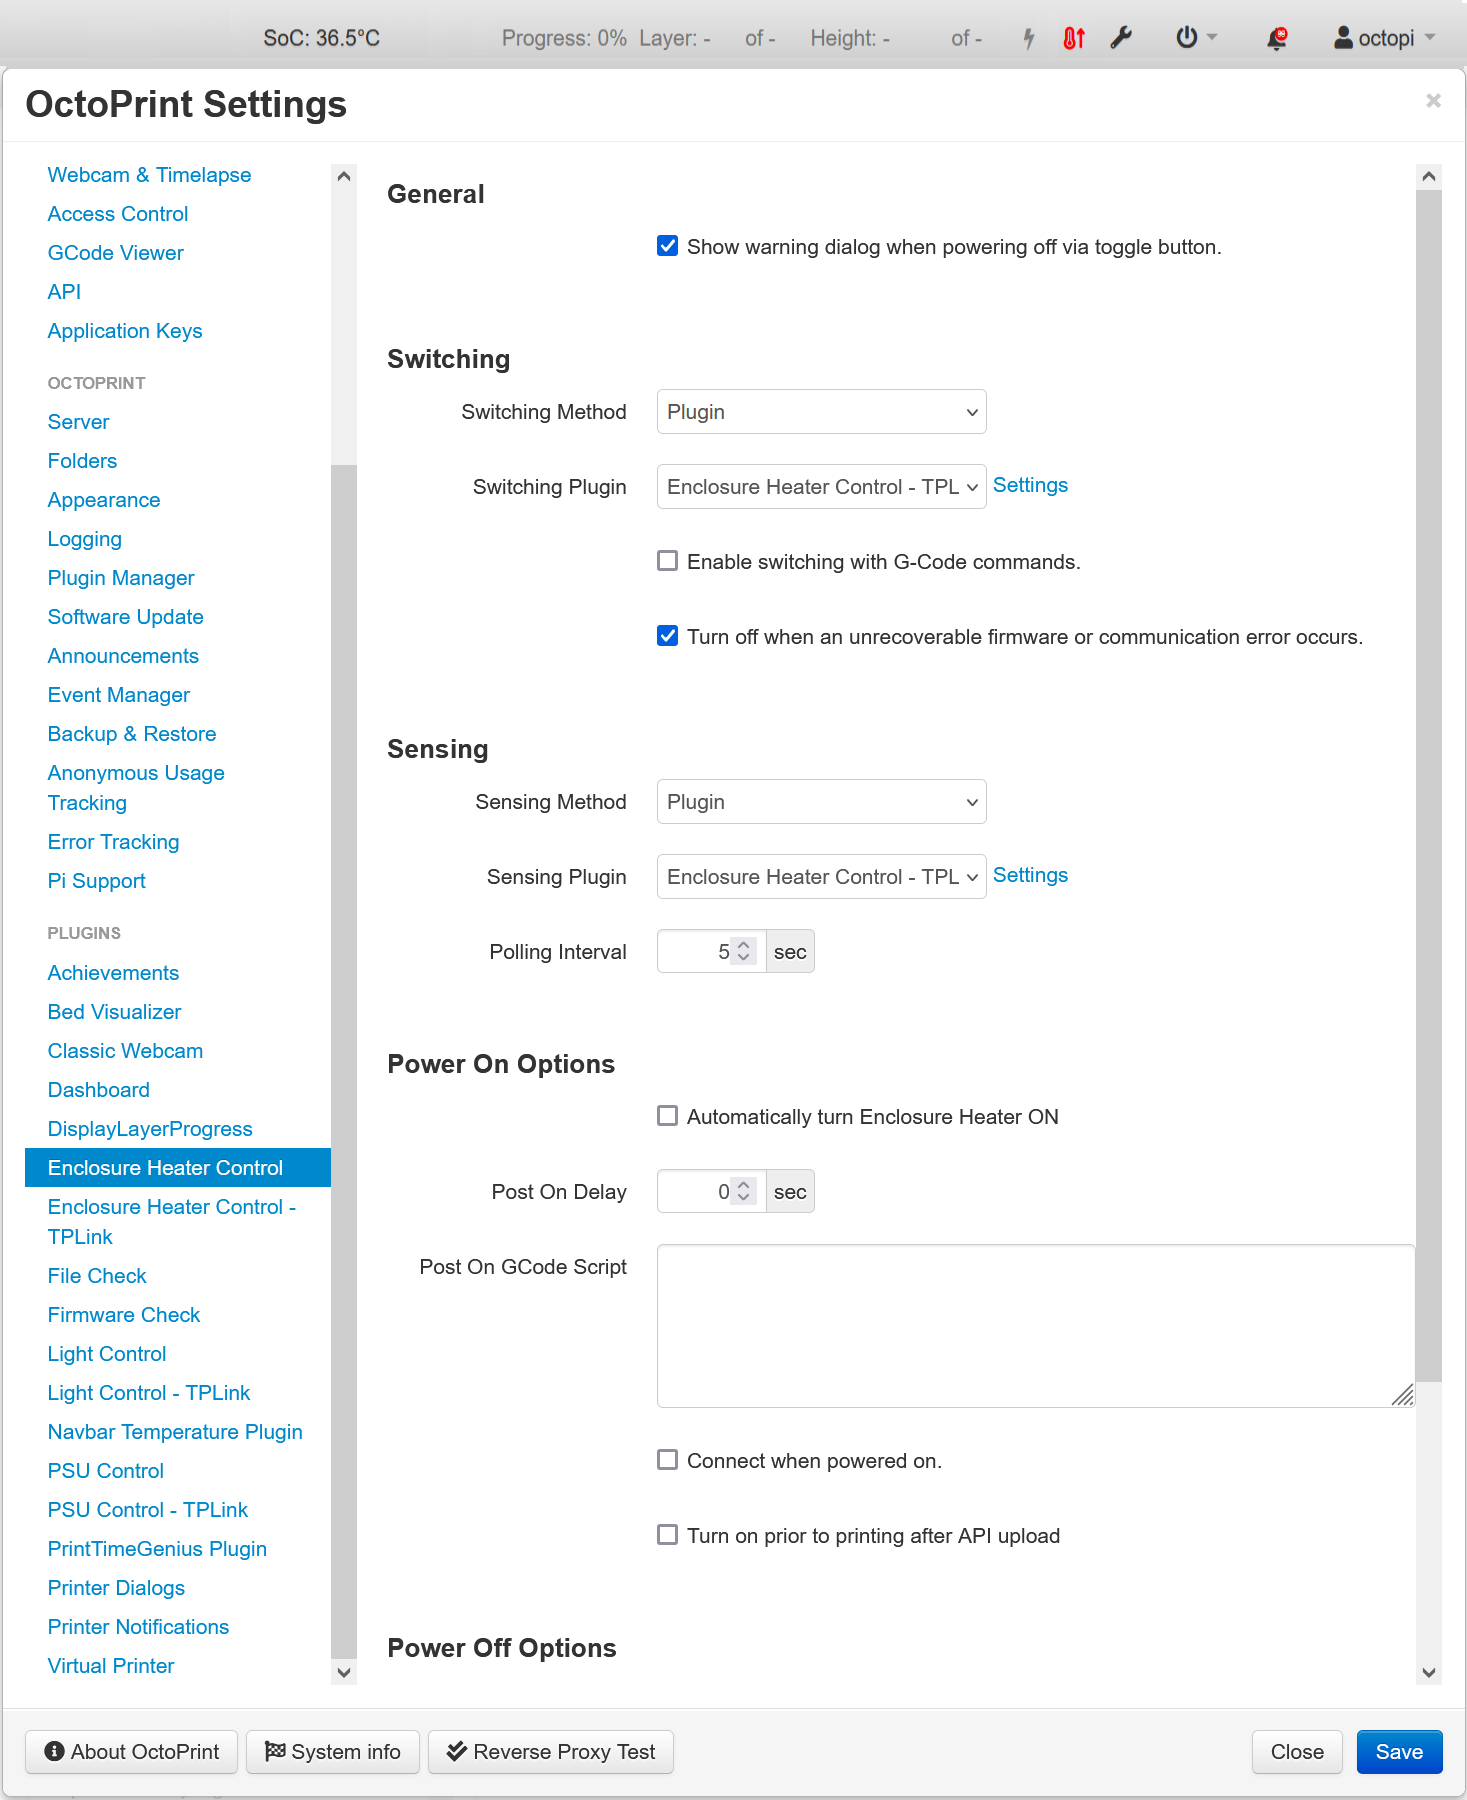 SoC: 36.5°C Progress: 0% Layer: - of - Height: - of - octopi
OctoPrint Settings ×
Webcam & Timelapse
Access Control
GCode Viewer
API
Application Keys
OCTOPRINT
Server
Folders
Appearance
Logging
Plugin Manager
Software Update
Announcements
Event Manager
Backup & Restore
Anonymous Usage
Tracking
Error Tracking
Pi Support
PLUGINS
Achievements
Bed Visualizer
Classic Webcam
Dashboard
DisplayLayerProgress
Enclosure Heater Control
Enclosure Heater Control -
TPLink
File Check
Firmware Check
Light Control
Light Control - TPLink
Navbar Temperature Plugin
PSU Control
PSU Control - TPLink
PrintTimeGenius Plugin
Printer Dialogs
Printer Notifications
Virtual Printer
General
Show warning dialog when powering off via toggle button.
Switching
Switching Method Plugin
Switching Plugin Enclosure Heater Control - TPL Settings
Enable switching with G-Code commands.
Turn off when an unrecoverable firmware or communication error occurs.
Sensing
Sensing Method Plugin
Sensing Plugin Enclosure Heater Control - TPL Settings
Polling Interval 5 sec
Power On Options
Automatically turn Enclosure Heater ON
Post On Delay 0 sec
Post On GCode Script
Connect when powered on.
Turn on prior to printing after API upload
Power Off Options
About OctoPrint System info Reverse Proxy Test Close Save